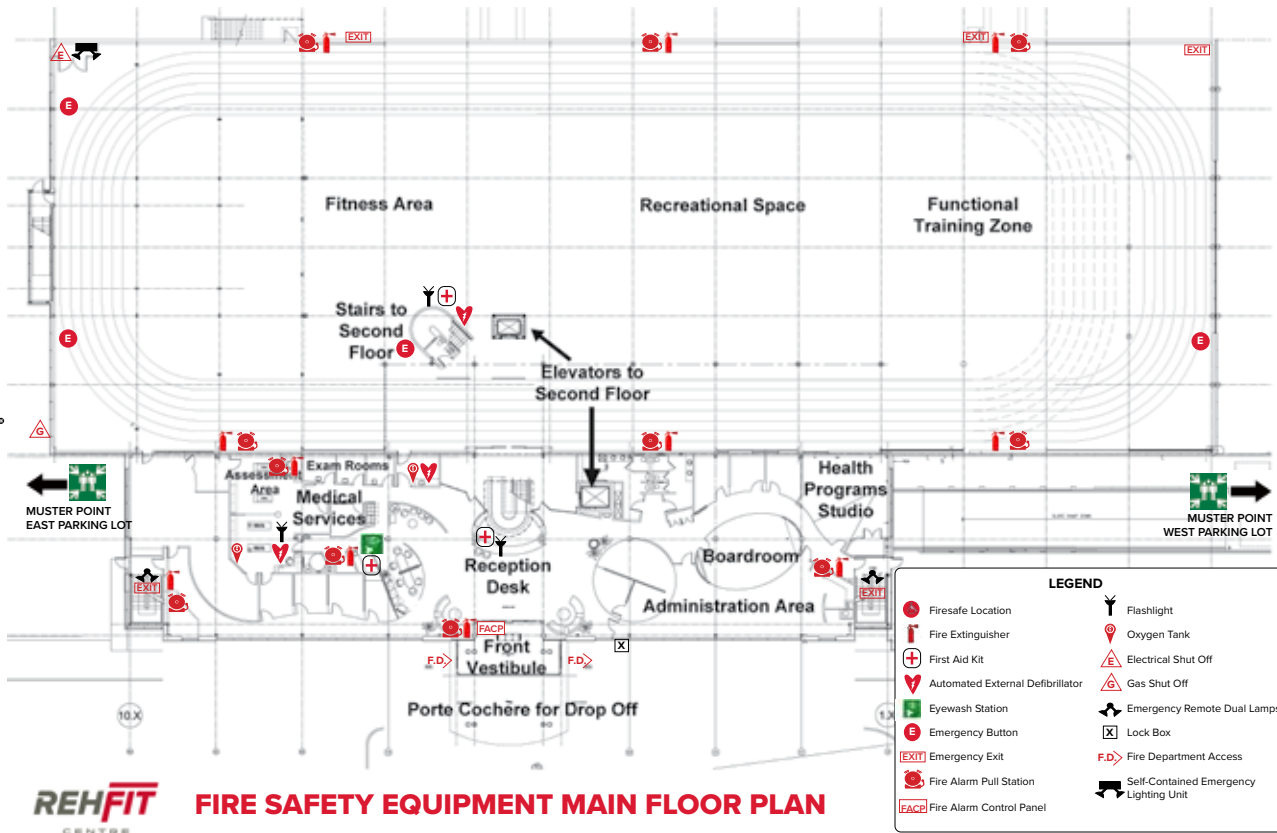 EXIT
EXIT
EXIT
E
E
Fitness Area
Recreational Space
Functional
Training Zone
Stairs to
Second
Floor
E
E
E
Elevators to
Second Floor
G
MUSTER POINT
EAST PARKING LOT
Assessment
Area
Exam Rooms
Medical
Services
Health
Programs
Studio
MUSTER POINT
WEST PARKING LOT
Reception
Desk
Boardroom
Administration Area
EXIT
EXIT
FACP
F.D.
Front
Vestibule
F.D.
X
Porte Cochère for Drop Off
10.X
1.X
LEGEND
Firesafe Location
Fire Extinguisher
First Aid Kit
Automated External Defibrillator
Eyewash Station
E Emergency Button
EXIT Emergency Exit
Fire Alarm Pull Station
FACP Fire Alarm Control Panel
Flashlight
Oxygen Tank
E Electrical Shut Off
G Gas Shut Off
Emergency Remote Dual Lamps
X Lock Box
F.D. Fire Department Access
Self-Contained Emergency
Lighting Unit
REHFIT
CENTRE
FIRE SAFETY EQUIPMENT MAIN FLOOR PLAN